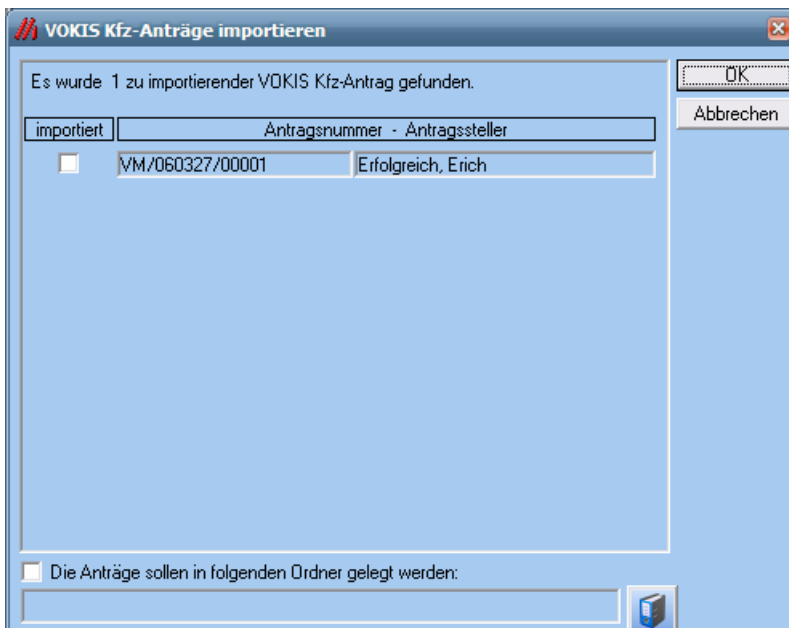 VOKIS Kfz-Anträge importieren
Es wurde 1 zu importierender VOKIS Kfz-Antrag gefunden.
OK
Abbrechen
importiert Antragsnummer - Antragssteller
VM/060327/00001 Erfolgreich, Erich
Die Anträge sollen in folgenden Ordner gelegt werden: